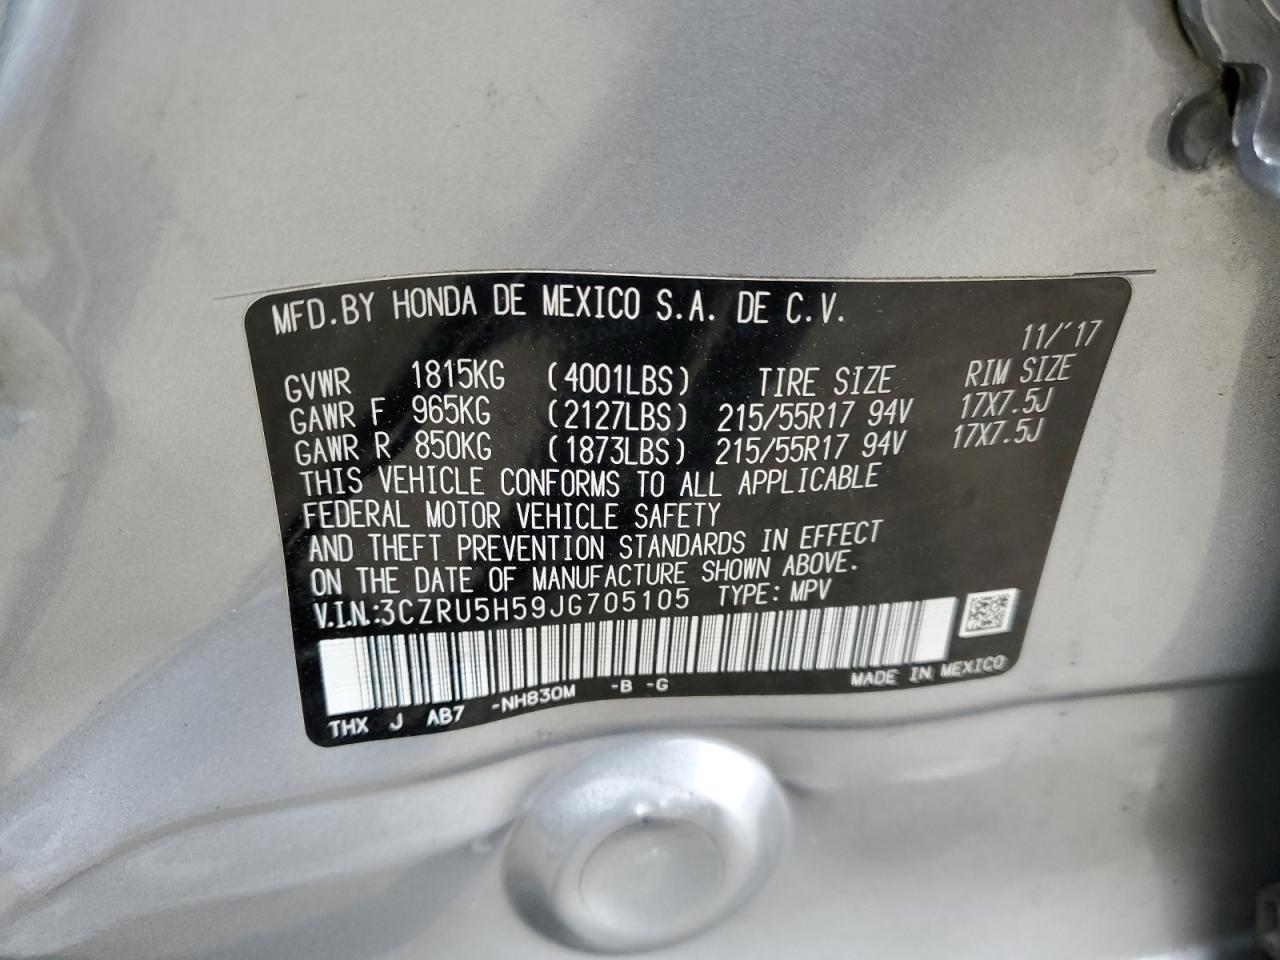 MFD.BY HONDA DE MEXICO S.A. DE C.V.
11/'17
GVWR 1815KG (4001LBS) TIRE SIZE RIM SIZE
GAWR F 965KG (2127LBS) 215/55R17 94V 17X7.5J
GAWR R 850KG (1873LBS) 215/55R17 94V 17X7.5J
THIS VEHICLE CONFORMS TO ALL APPLICABLE
FEDERAL MOTOR VEHICLE SAFETY
AND THEFT PREVENTION STANDARDS IN EFFECT
ON THE DATE OF MANUFACTURE SHOWN ABOVE.
V.I.N.:3CZRU5H59JG705105 TYPE: MPV
THX J AB7 -NH830M -B -G MADE IN MEXICO